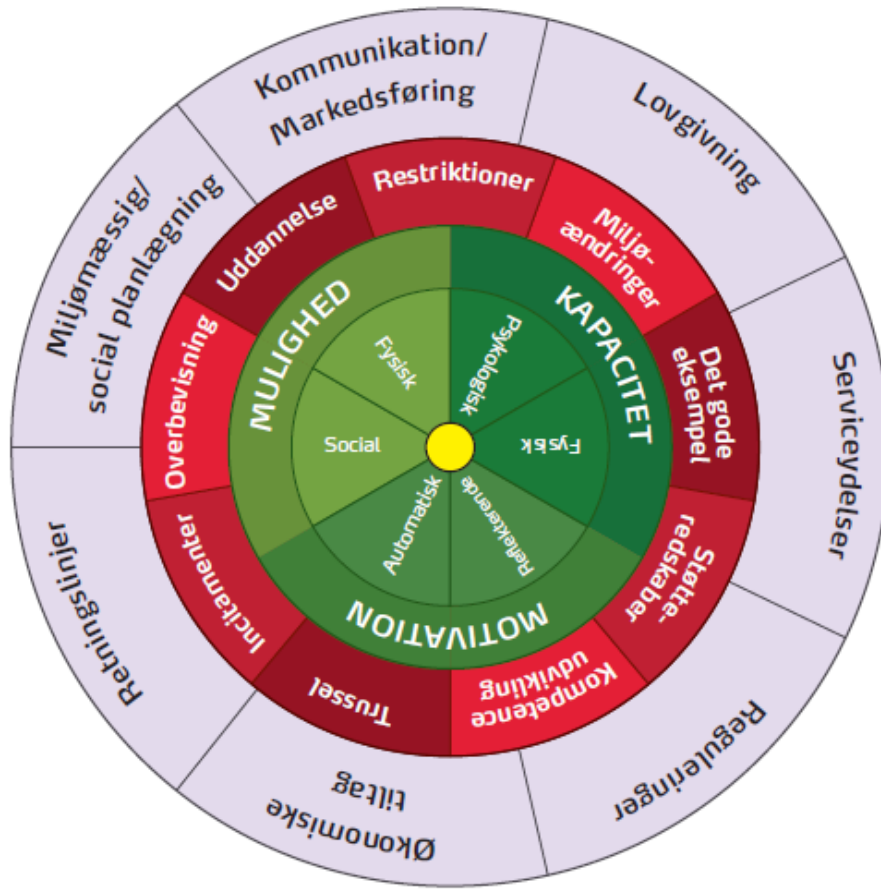 Kommunikation/
Markedsføring
Lovgivning
Serviceydelser
Reguleringer
Økonomiske
tiltag
Retningslinjer
Miljømæssig/
social planlægning
Restriktioner
Miljø-
ændringer
Det gode
eksempel
Støtte-
redskaber
Kompetence
udvikling
Trussel
Incitamenter
Overbevisning
Uddannelse
KAPACITET
MOTIVATION
MULIGHED
Psykologisk
Fysisk
Reflekterende
Automatisk
Social
Fysisk